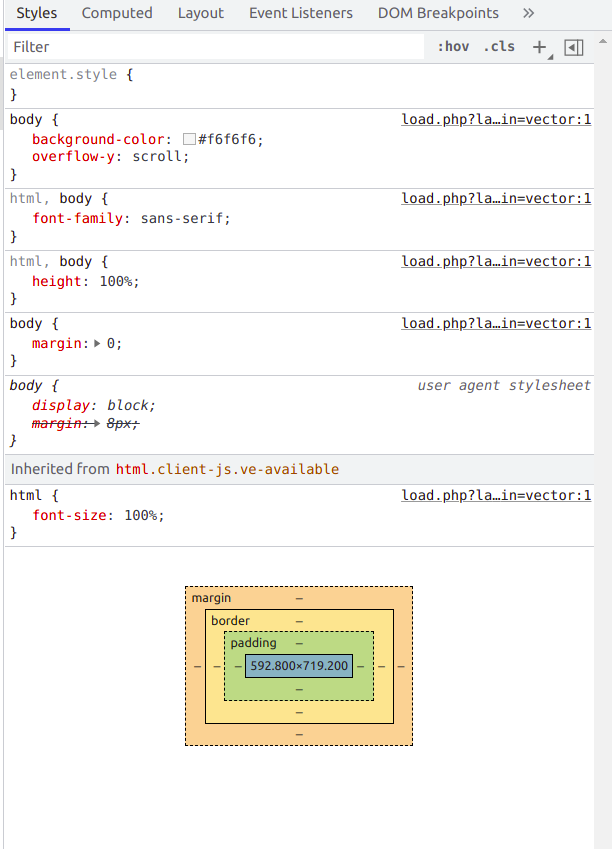 Styles Computed Layout Event Listeners DOM Breakpoints »
Filter :hov .cls +
element.style {
}
body { load.php?la…in=vector:1
background-color: #f6f6f6;
overflow-y: scroll;
}
html, body { load.php?la…in=vector:1
font-family: sans-serif;
}
html, body { load.php?la…in=vector:1
height: 100%;
}
body { load.php?la…in=vector:1
margin: 0;
}
body { user agent stylesheet
display: block;
margin: 8px;
}
Inherited from html.client-js.ve-available
html { load.php?la…in=vector:1
font-size: 100%;
}
margin –
border –
padding –
– – – 592.800×719.200 – – –
–
–
–